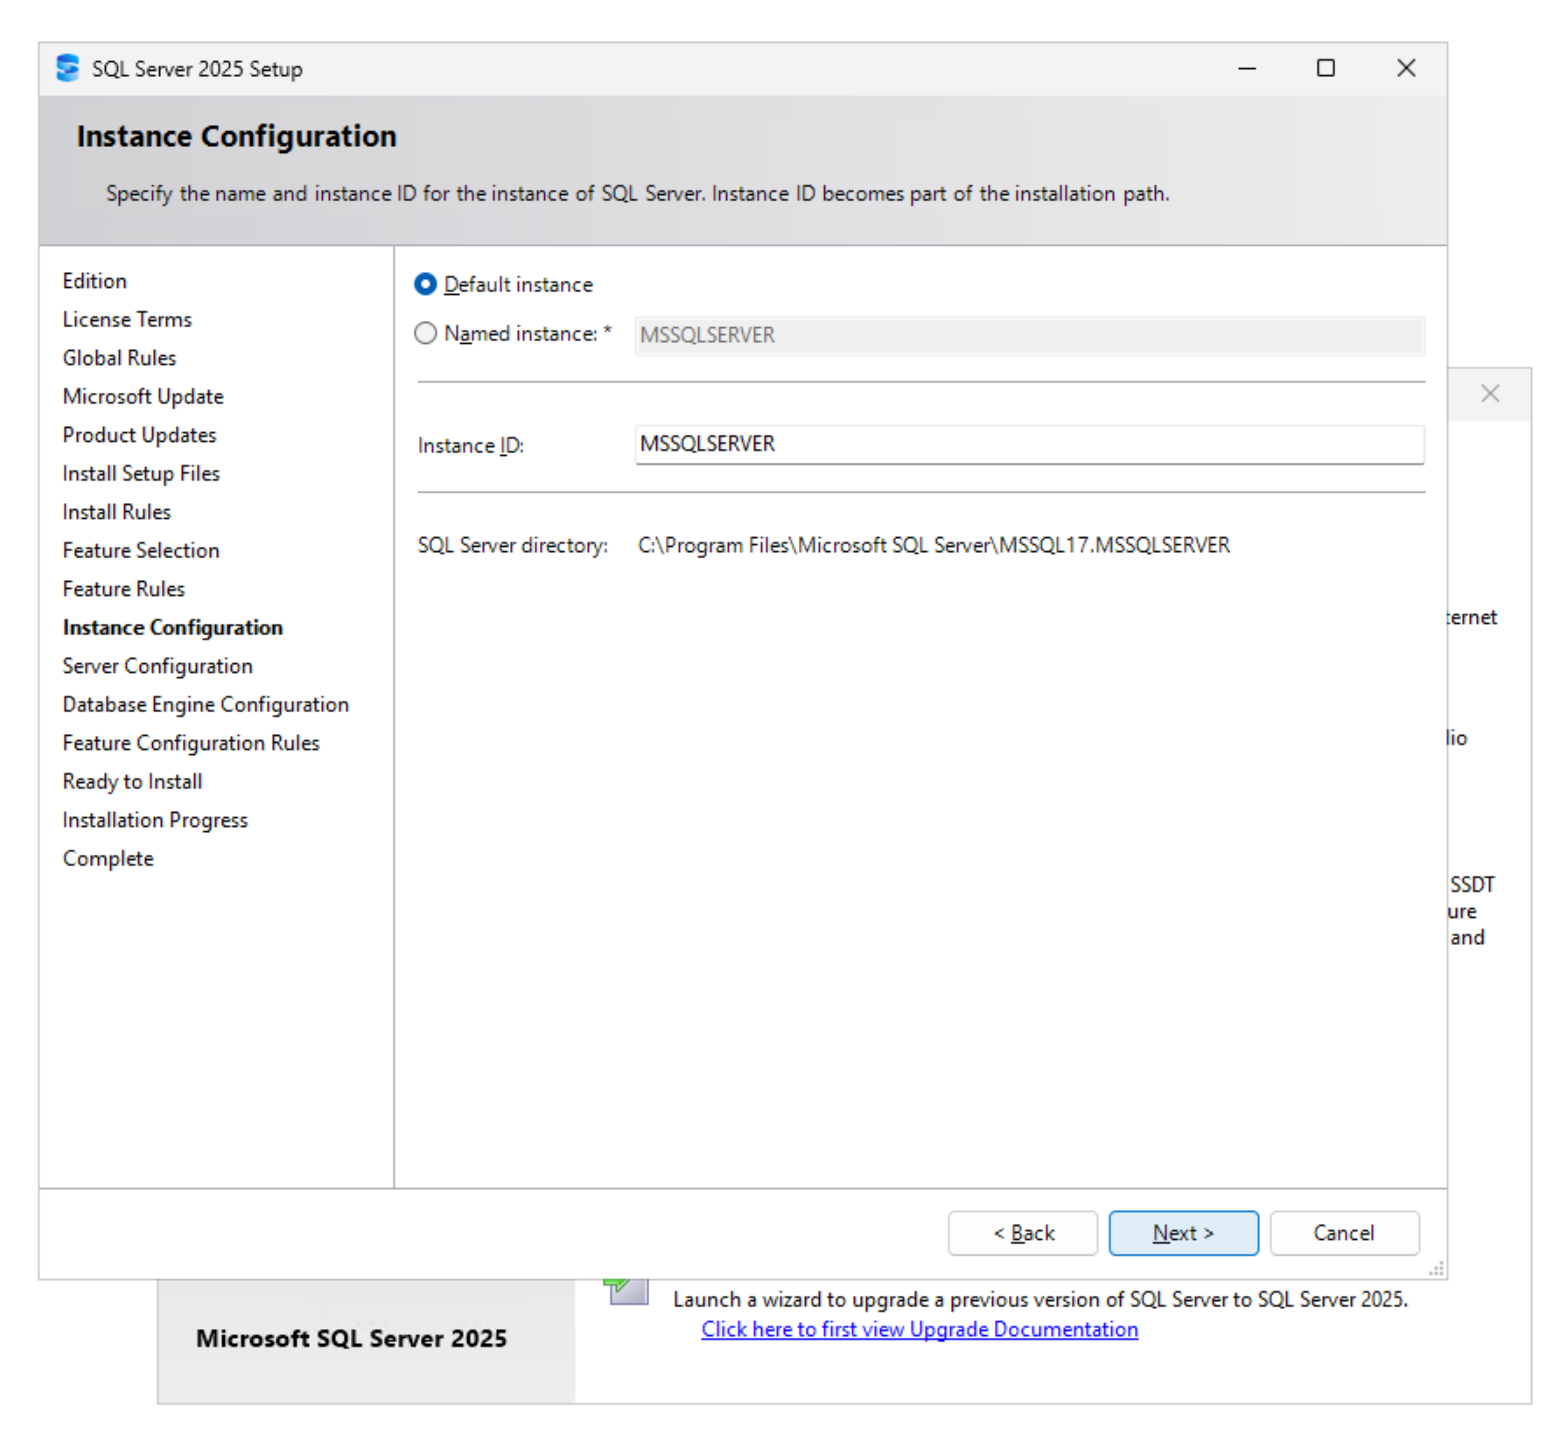 SQL Server 2025 Setup
Instance Configuration
Specify the name and instance ID for the instance of SQL Server. Instance ID becomes part of the installation path.
Edition
License Terms
Global Rules
Microsoft Update
Product Updates
Install Setup Files
Install Rules
Feature Selection
Feature Rules
Instance Configuration
Server Configuration
Database Engine Configuration
Feature Configuration Rules
Ready to Install
Installation Progress
Complete
Default instance
Named instance: * MSSQLSERVER
Instance ID: MSSQLSERVER
SQL Server directory: C:\Program Files\Microsoft SQL Server\MSSQL17.MSSQLSERVER
ternet
lio
SSDT
ure
and
< Back Next > Cancel
Launch a wizard to upgrade a previous version of SQL Server to SQL Server 2025.
Click here to first view Upgrade Documentation
Microsoft SQL Server 2025